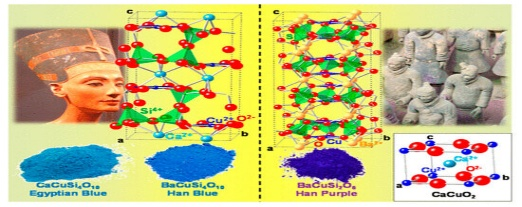 c
Si⁴⁺
Cu²⁺
O²⁻
Ca²⁺
a
b
CaCuSi₄O₁₀
Egyptian Blue
BaCuSi₄O₁₀
Han Blue
c
Si
O
Cu
Ba²⁺
a
b
BaCuSi₂O₆
Han Purple
c
Ca²⁺
Cu²⁺
O²⁻
a
b
CaCuO₂